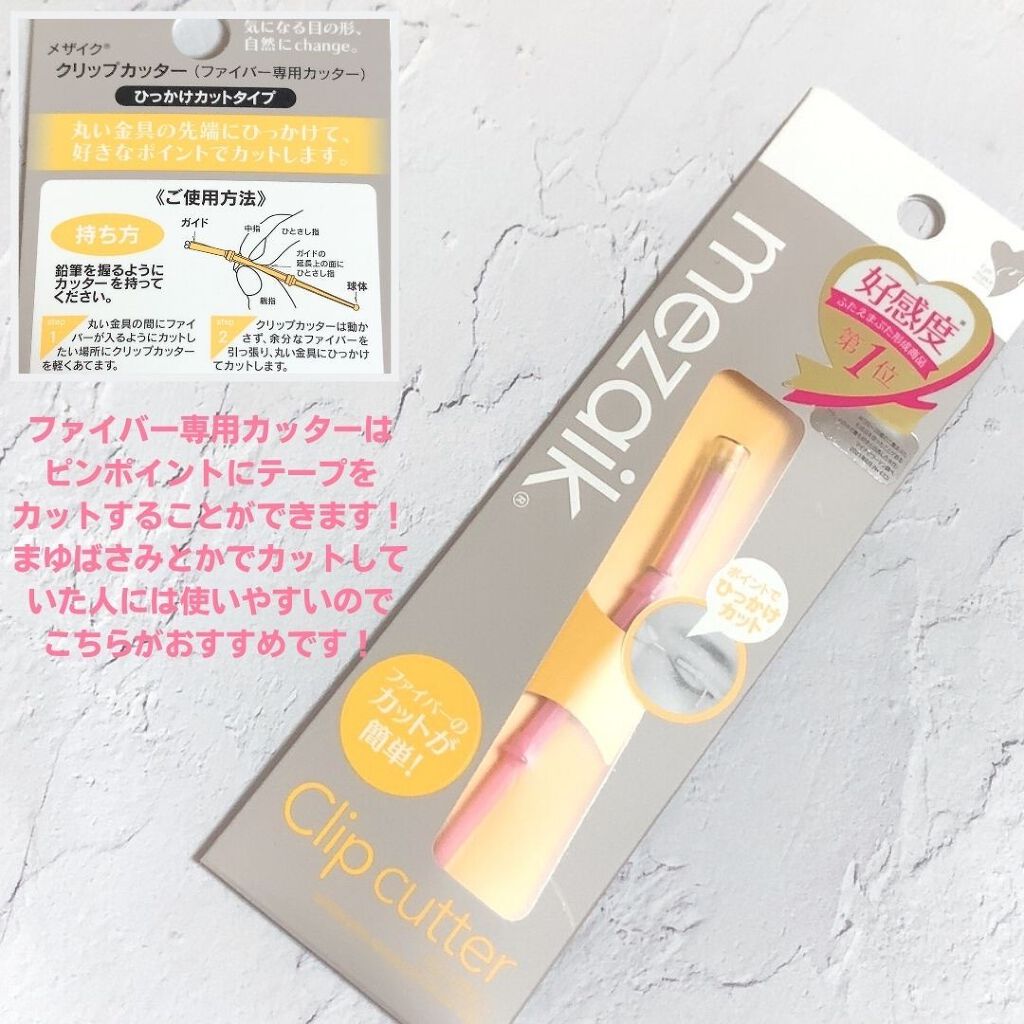 気になる目の形、
自然にchange。
メザイク®
クリップカッター（ファイバー専用カッター）
ひっかけカットタイプ
丸い金具の先端にひっかけて、
好きなポイントでカットします。
《ご使用方法》
持ち方
鉛筆を握るように
カッターを持って
ください。
ガイド
中指
ひとさし指
ガイドの
延長上の面に
ひとさし指
親指
球体
step
1
丸い金具の間にファイ
バーが入るようにカットし
たい場所にクリップカッター
を軽くあてます。
step
2
クリップカッターは動か
さず、余分なファイバーを
引っ張り、丸い金具にひっかけ
てカットします。
ファイバー専用カッターは
ピンポイントにテープを
カットすることができます！
まゆばさみとかでカットして
いた人には使いやすいので
こちらがおすすめです！
mezaik®
好感度※
ふたえまぶた形成商品
第1位
ポイントで
ひっかけ
カット
ファイバーの
カットが
簡単！
Clip cutter